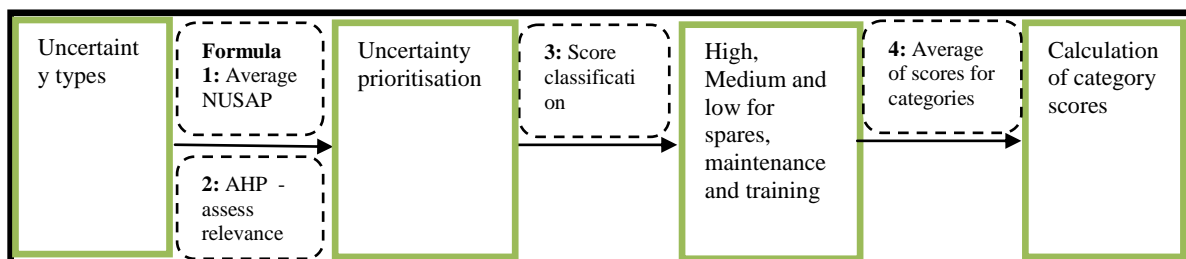 Uncertaint
y types
Formula
1: Average
NUSAP
2: AHP - 
assess
relevance
Uncertainty
prioritisation
3: Score
classificati
on
High,
Medium and
low for
spares,
maintenance
and training
4: Average
of scores for
categories
Calculation
of category
scores